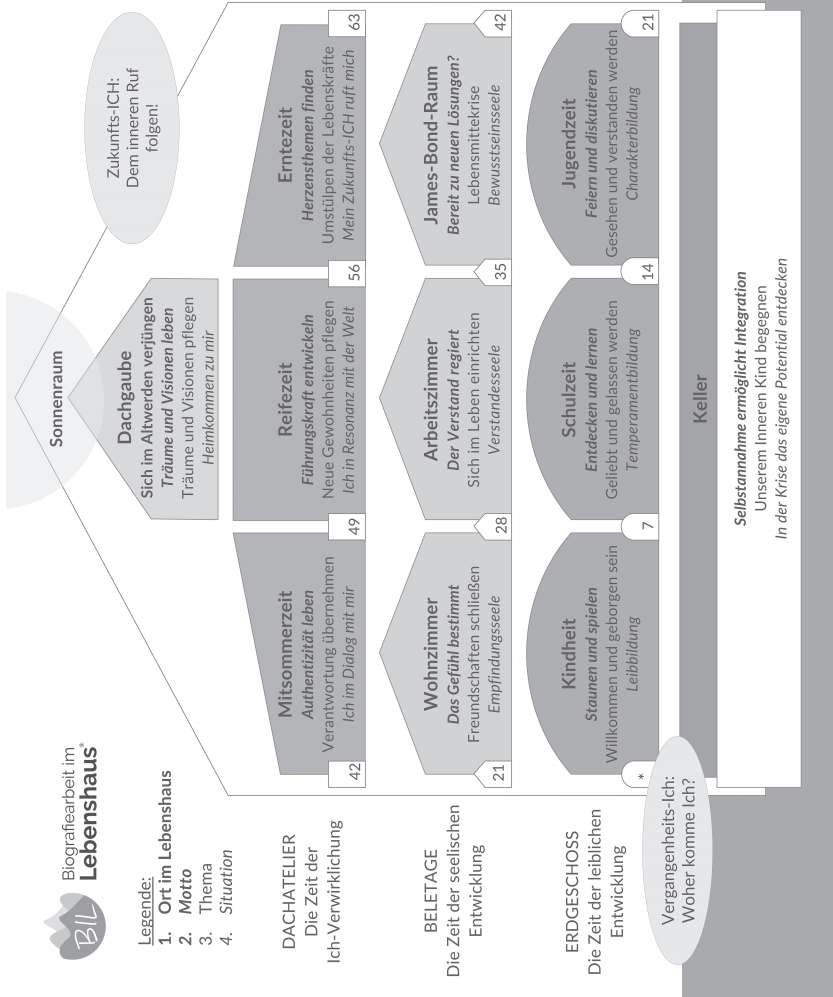 BIL
Biografiearbeit im
Lebenshaus®
Legende:
1. Ort im Lebenshaus
2. Motto
3. Thema
4. Situation
Sonnenraum
Zukunfts-ICH:
Dem inneren Ruf
folgen!
Dachgaube
Sich im Altwerden verjüngen
Träume und Visionen leben
Träume und Visionen pflegen
Heimkommen zu mir
DACHATELIER
Die Zeit der
Ich-Verwirklichung
42
Mitsommerzeit
Authentizität leben
Verantwortung übernehmen
Ich im Dialog mit mir
49
Reifezeit
Führungskraft entwickeln
Neue Gewohnheiten pflegen
Ich in Resonanz mit der Welt
56
Erntezeit
Herzensthemen finden
Umstülpen der Lebenskräfte
Mein Zukunfts-ICH ruft mich
63
BELETAGE
Die Zeit der seelischen
Entwicklung
21
Wohnzimmer
Das Gefühl bestimmt
Freundschaften schließen
Empfindungsseele
28
Arbeitszimmer
Der Verstand regiert
Sich im Leben einrichten
Verstandesseele
35
James-Bond-Raum
Bereit zu neuen Lösungen?
Lebensmittekrise
Bewusstseinsseele
42
ERDGESCHOSS
Die Zeit der leiblichen
Entwicklung
*
Kindheit
Staunen und spielen
Willkommen und geborgen sein
Leibbildung
7
Schulzeit
Entdecken und lernen
Geliebt und gelassen werden
Temperamentbildung
14
Jugendzeit
Feiern und diskutieren
Gesehen und verstanden werden
Charakterbildung
21
Vergangenheits-Ich:
Woher komme Ich?
Keller
Selbstannahme ermöglicht Integration
Unserem Inneren Kind begegnen
In der Krise das eigene Potential entdecken